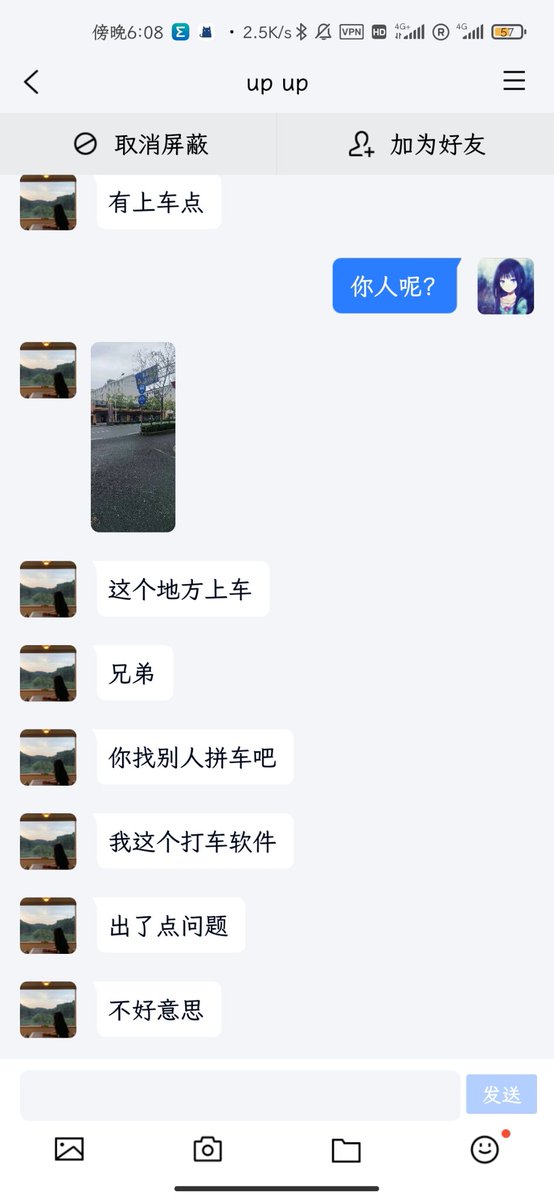 傍晚6:08
2.5K/s
VPN
HD
4G+
R
4G
57
up up
取消屏蔽
加为好友
有上车点
你人呢?
这个地方上车
兄弟
你找别人拼车吧
我这个打车软件
出了点问题
不好意思
发送